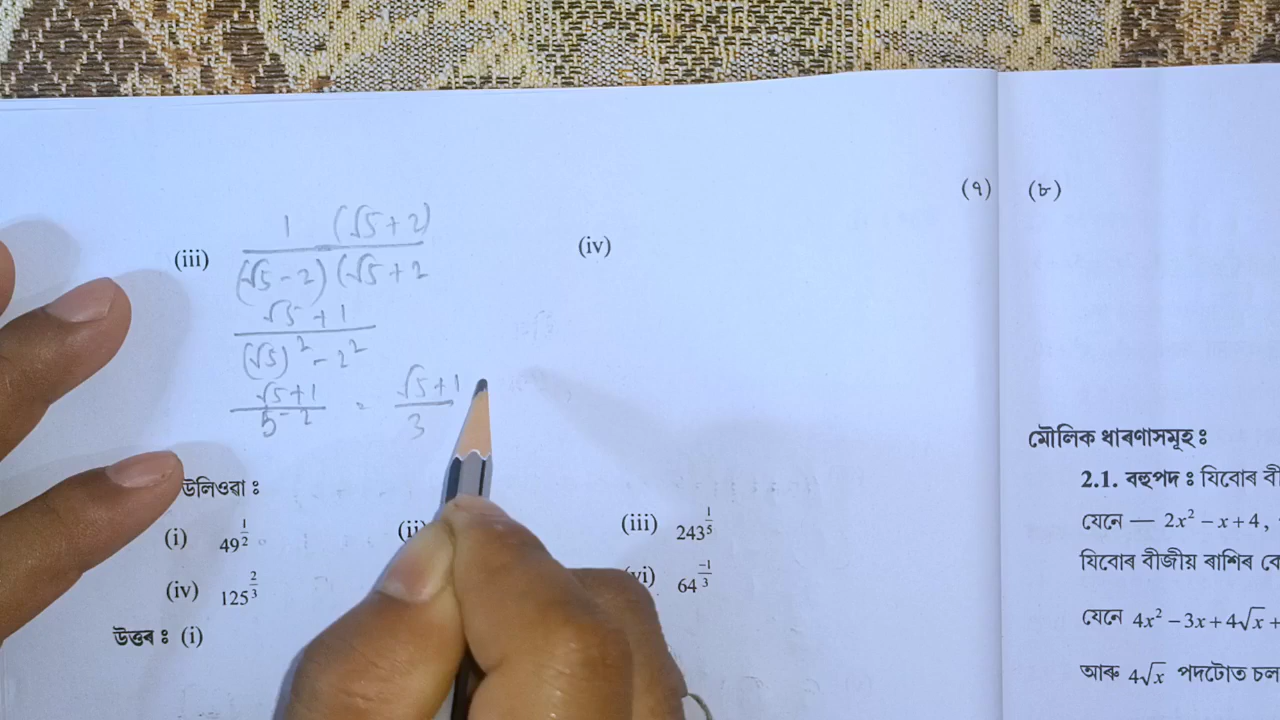 (৭)
(iii) 1 (√5+2)
(√5-2)(√5+2
√5+1
(√5)² - 2²
√5+1 / 5-2 = √5+1 / 3
(iv)
উলিওৱা ঃ
(i) 49^(1/2) (ii) (iii) 243^(1/5)
(iv) 125^(2/3) (vi) 64^(-1/3)
উত্তৰ ঃ (i)
(৮)
মৌলিক ধাৰণাসমূহ ঃ
2.1. বহুপদ ঃ যিবোৰ
যেনে — 2x² - x + 4,
যিবোৰ বীজীয় ৰাশিৰ
যেনে 4x² - 3x + 4√x +
আৰু 4√x পদটোত